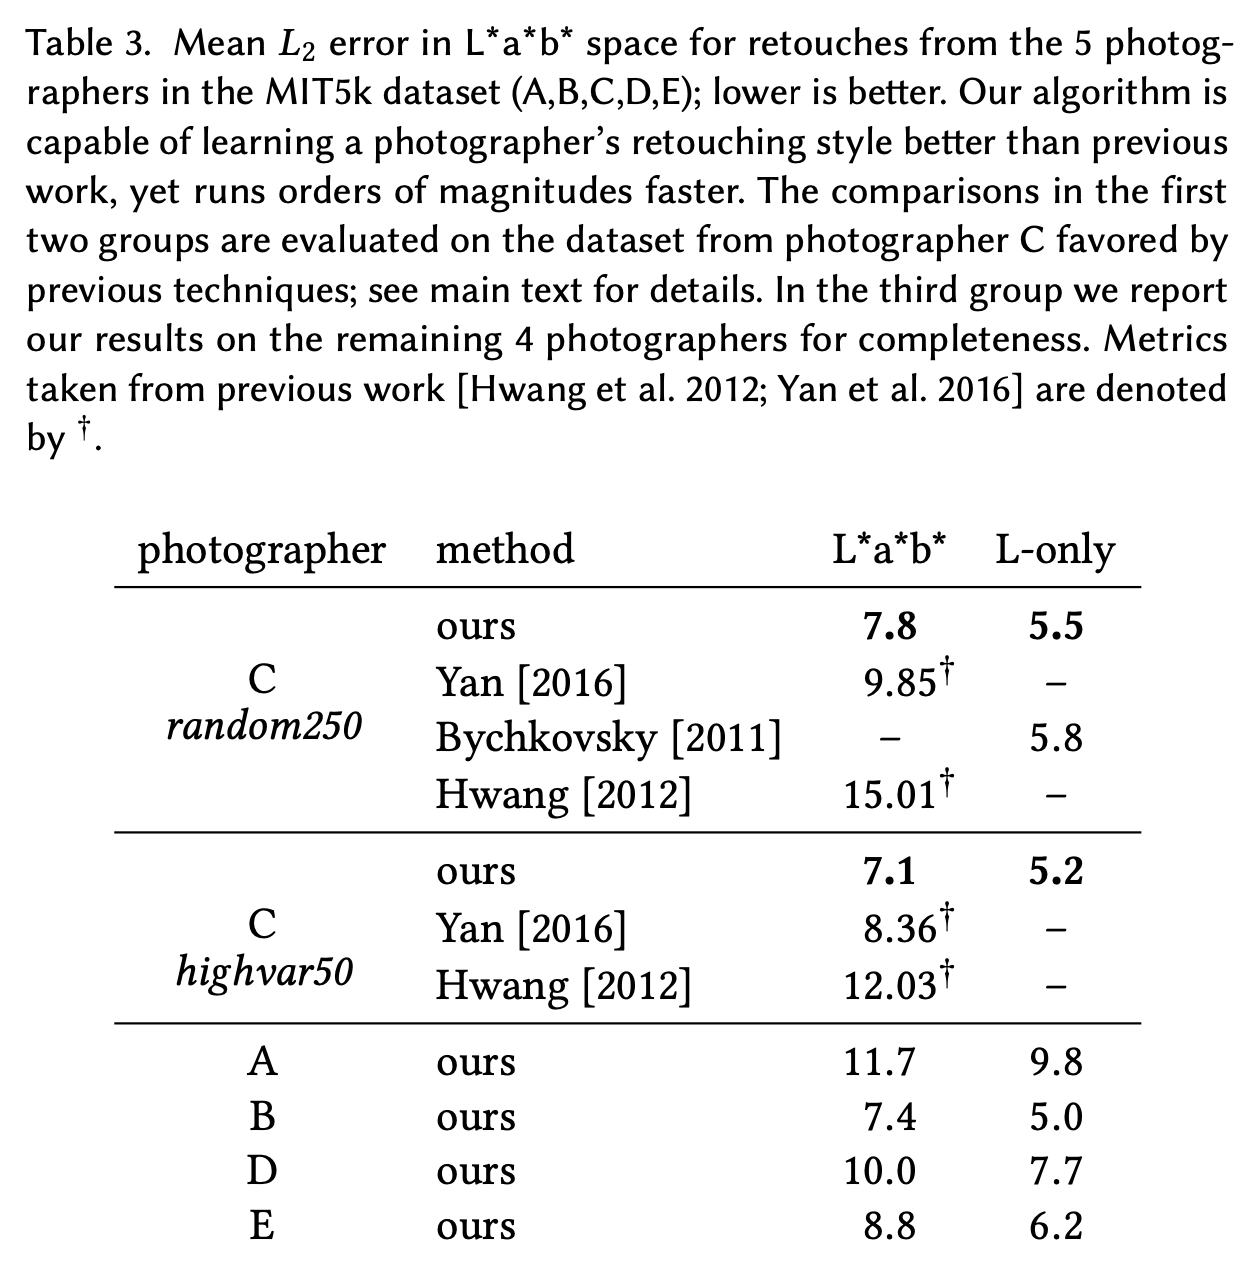 Table 3. Mean L2 error in L*a*b* space for retouches from the 5 photog-
raphers in the MIT5k dataset (A,B,C,D,E); lower is better. Our algorithm is
capable of learning a photographer's retouching style better than previous
work, yet runs orders of magnitudes faster. The comparisons in the first
two groups are evaluated on the dataset from photographer C favored by
previous techniques; see main text for details. In the third group we report
our results on the remaining 4 photographers for completeness. Metrics
taken from previous work [Hwang et al. 2012; Yan et al. 2016] are denoted
by †.
photographer method L*a*b* L-only
ours 7.8 5.5
C
Yan [2016] 9.85† –
random250
Bychkovsky [2011] – 5.8
Hwang [2012] 15.01† –
ours 7.1 5.2
C
Yan [2016] 8.36† –
highvar50
Hwang [2012] 12.03† –
A ours 11.7 9.8
B ours 7.4 5.0
D ours 10.0 7.7
E ours 8.8 6.2